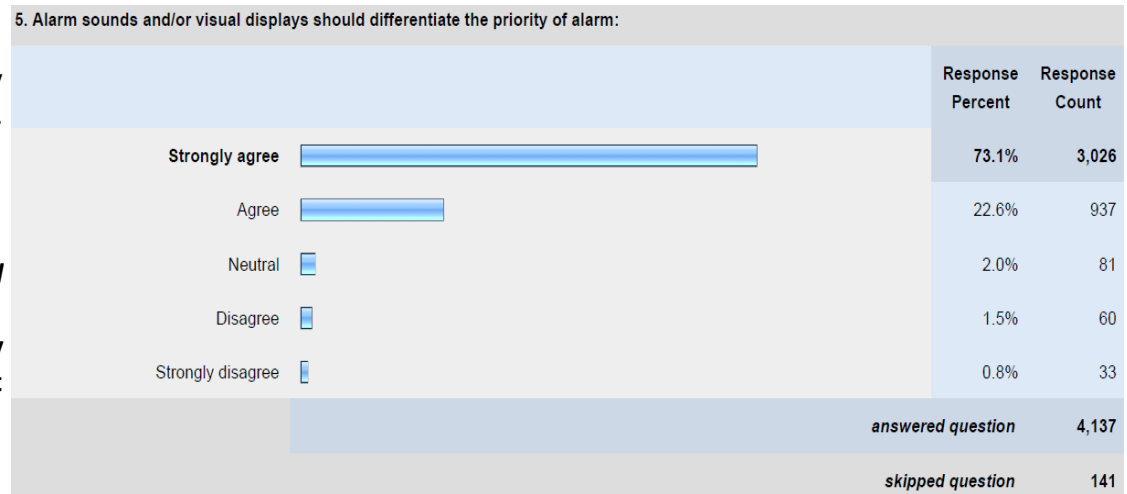 5. Alarm sounds and/or visual displays should differentiate the priority of alarm:
Response Percent Response Count
Strongly agree 73.1% 3,026
Agree 22.6% 937
Neutral 2.0% 81
Disagree 1.5% 60
Strongly disagree 0.8% 33
answered question 4,137
skipped question 141